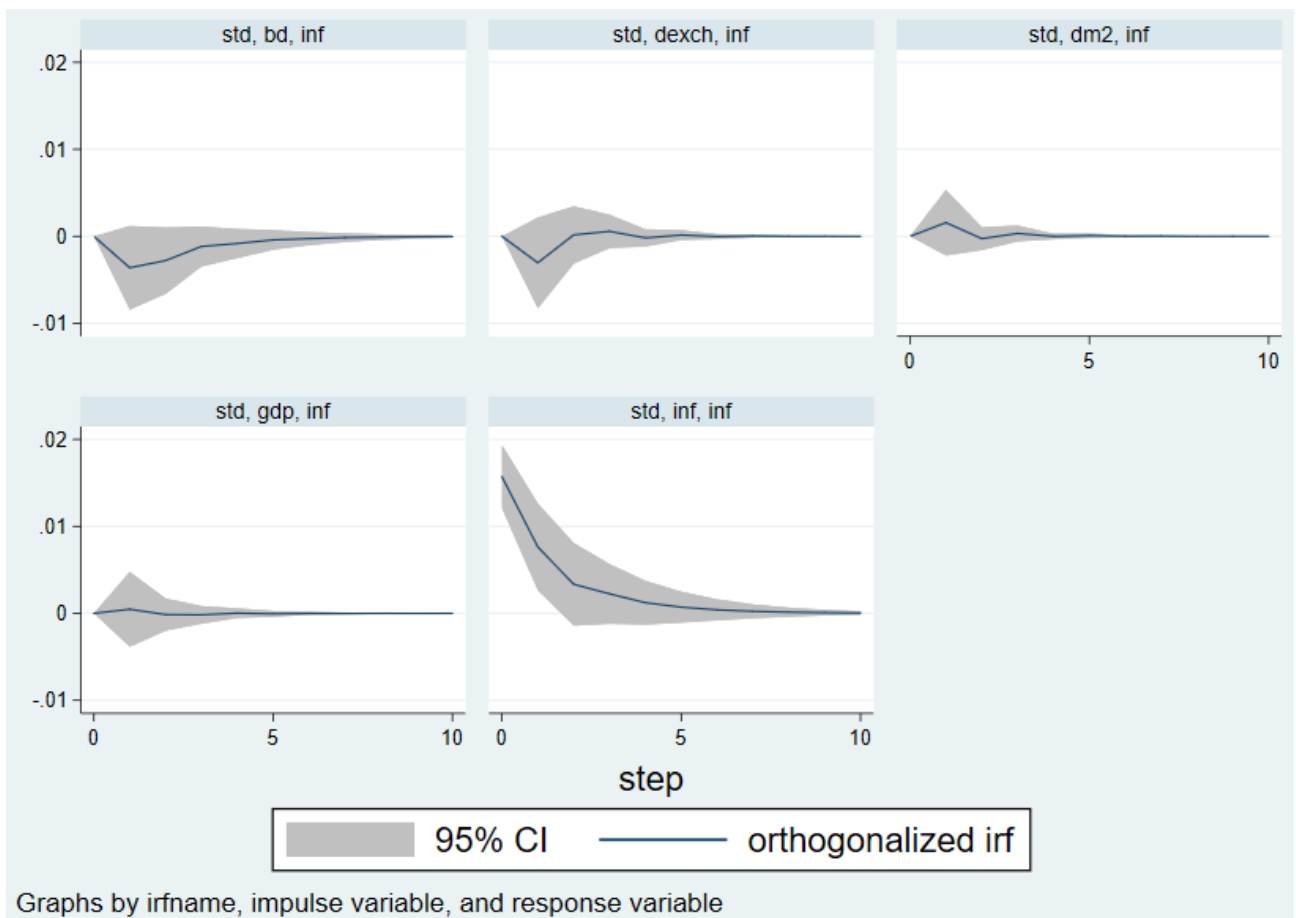 std, bd, inf
std, dexch, inf
std, dm2, inf
.02
.01
0
-.01
0
5
10
std, gdp, inf
std, inf, inf
.02
.01
0
-.01
0
5
10
0
5
10
step
95% CI
orthogonalized irf
Graphs by irfname, impulse variable, and response variable